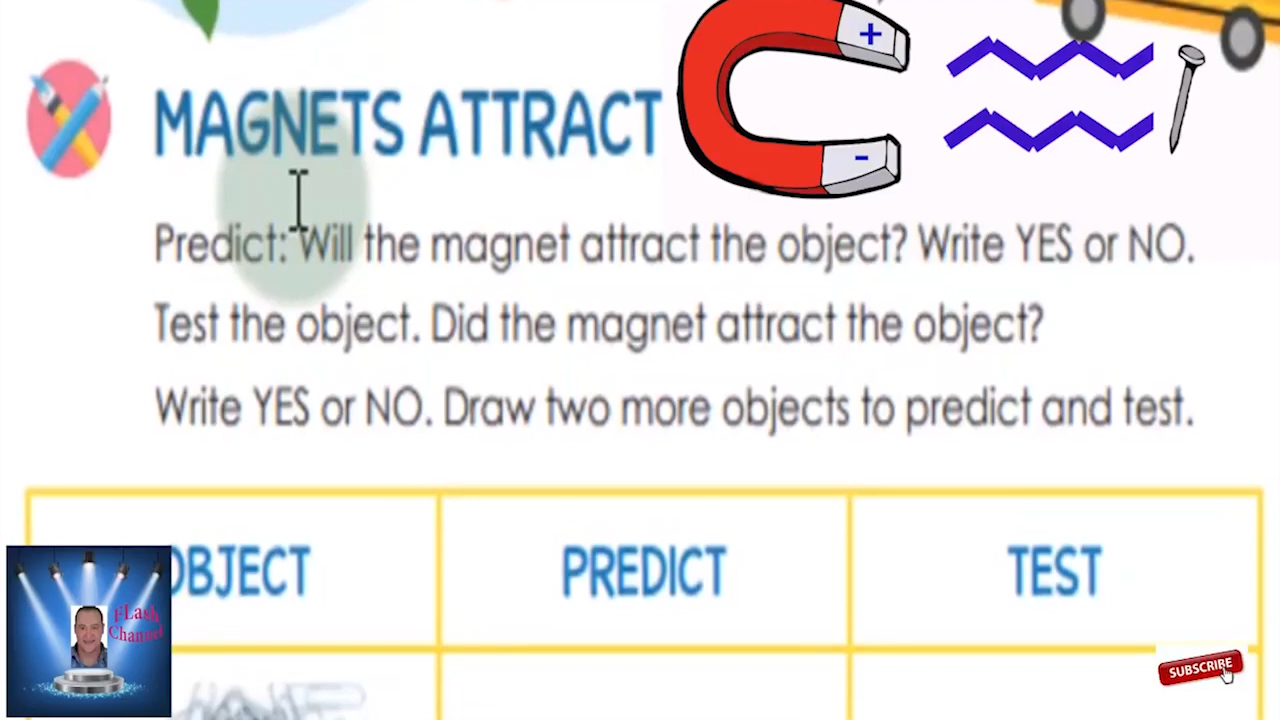 +
MAGNETS ATTRACT
-
Predict: Will the magnet attract the object? Write YES or NO.
Test the object. Did the magnet attract the object?
Write YES or NO. Draw two more objects to predict and test.
OBJECT PREDICT TEST
FLash
Channel
SUBSCRIBE